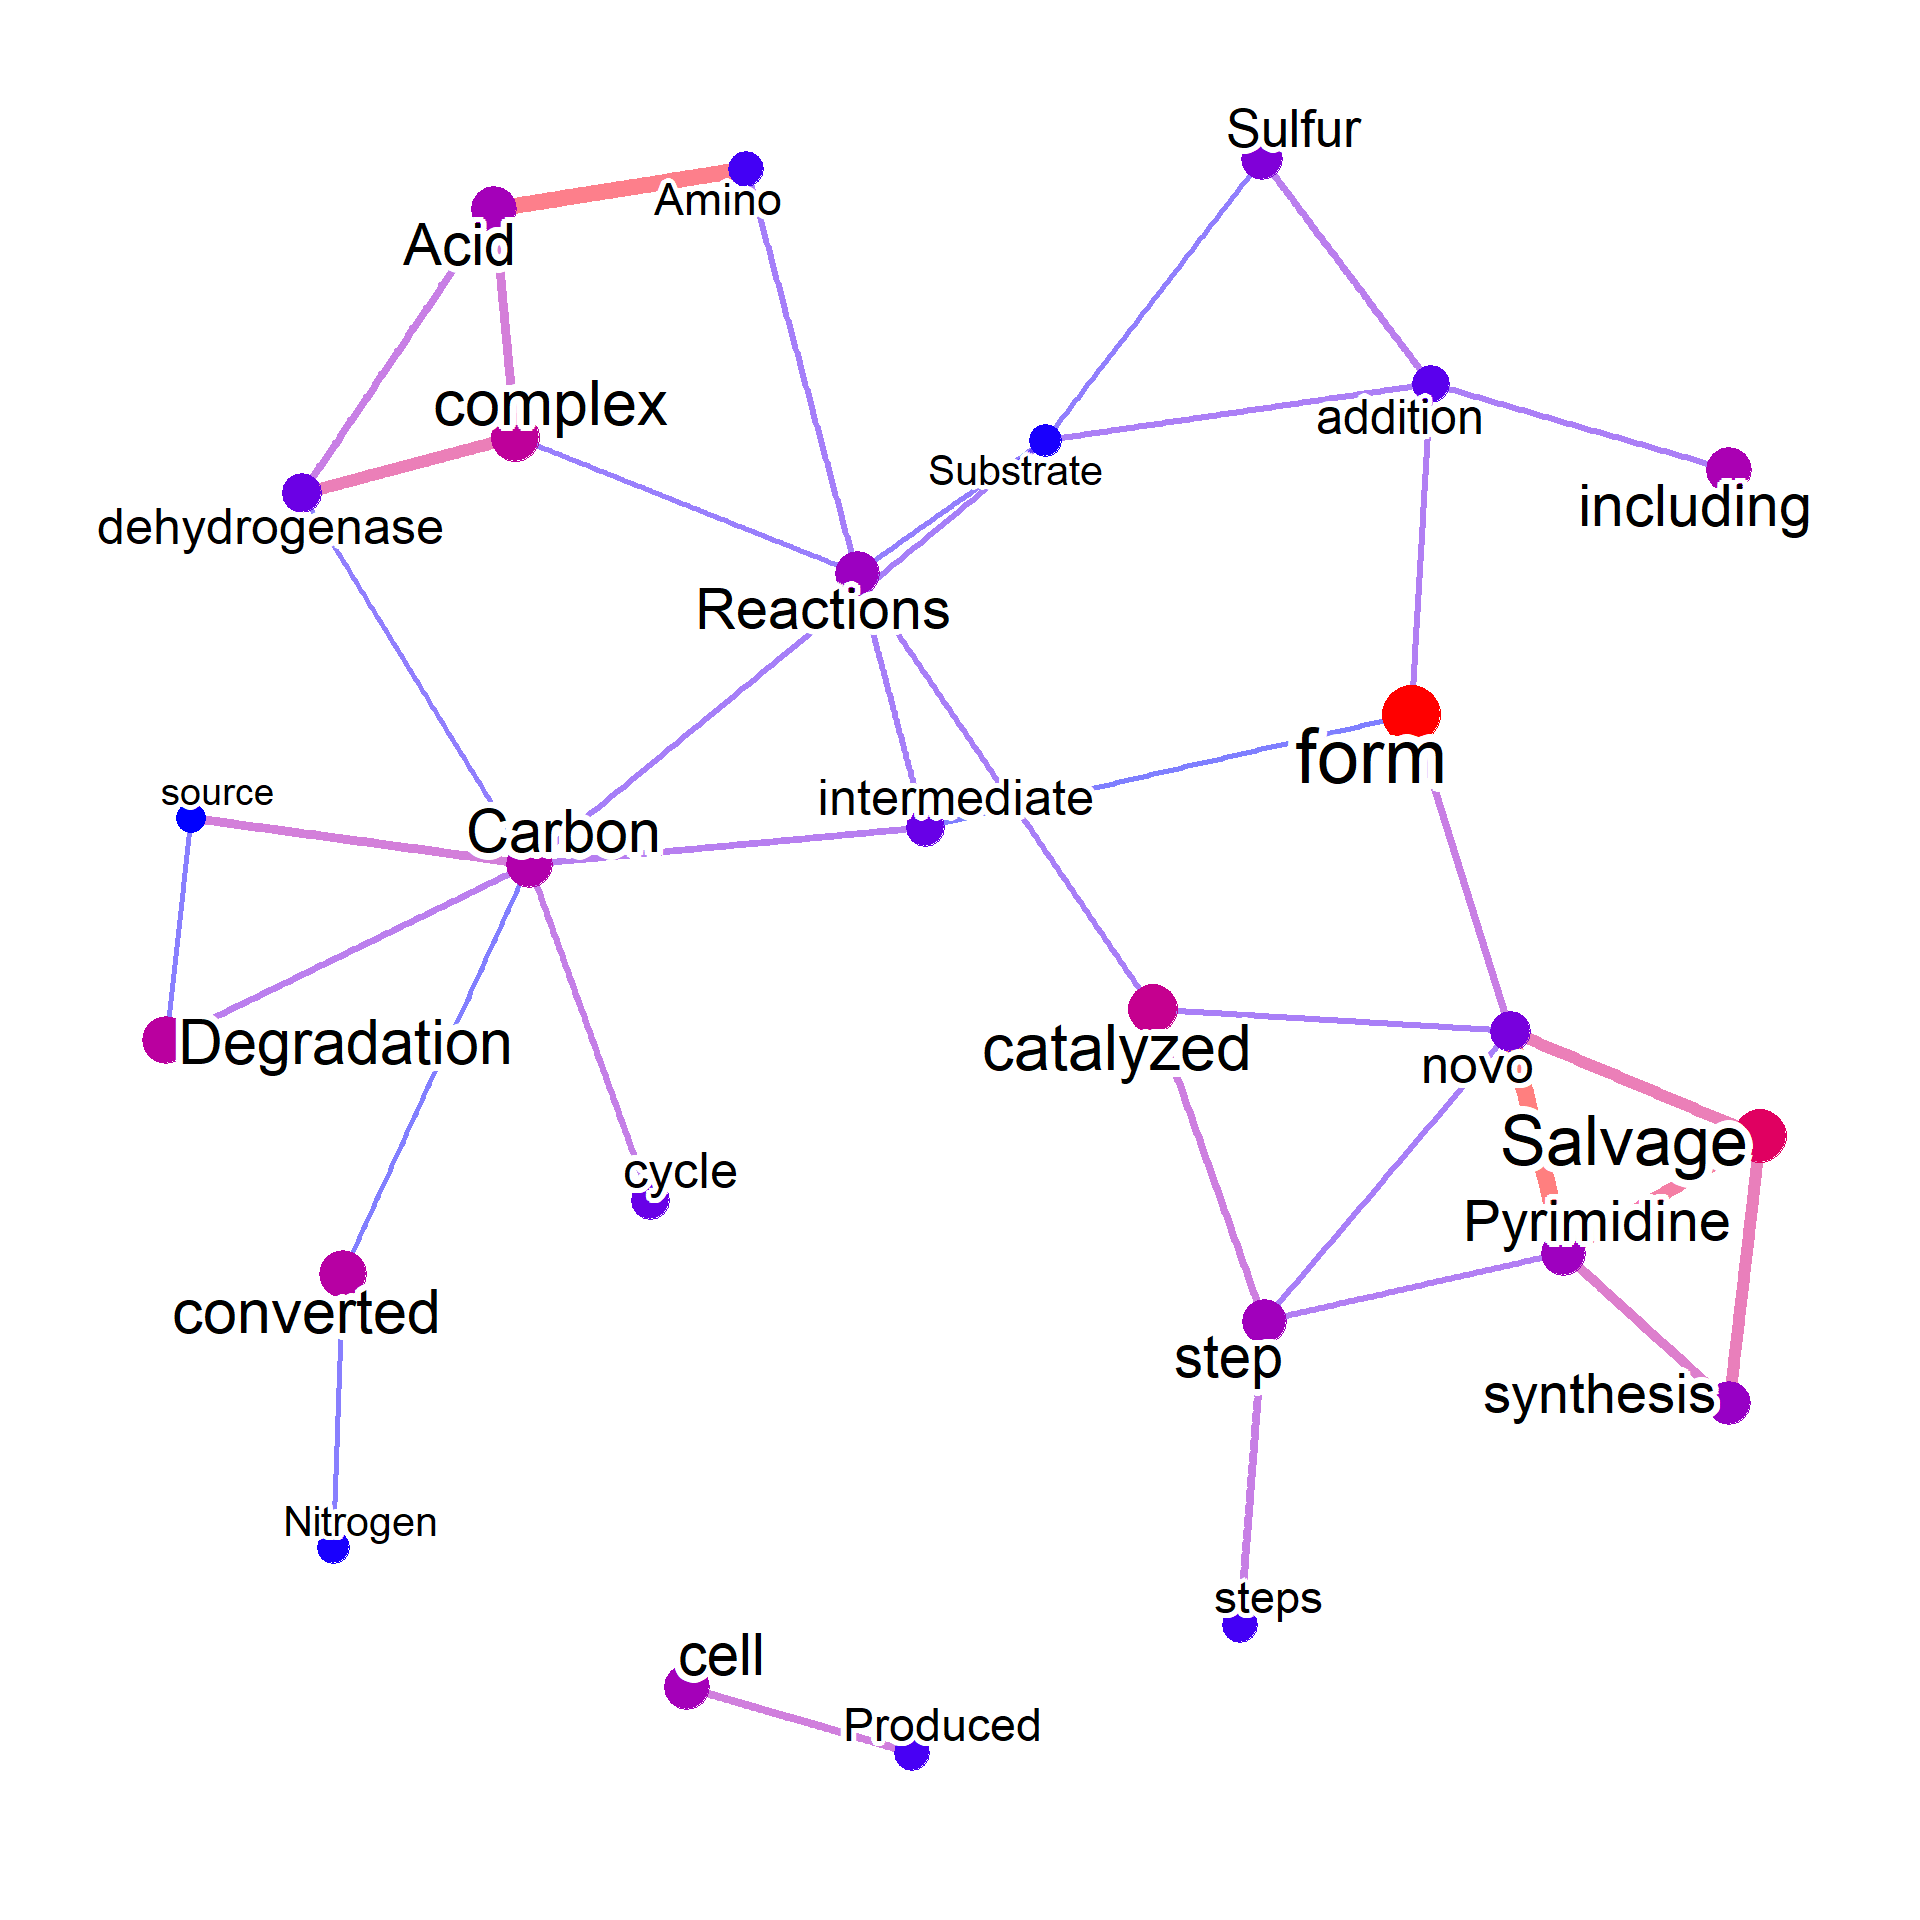 Sulfur
Amino
Acid
complex
addition
Substrate
including
dehydrogenase
Reactions
form
source
intermediate
Carbon
Degradation
catalyzed
novo
Salvage
cycle
Pyrimidine
converted
step
synthesis
Nitrogen
steps
cell
Produced